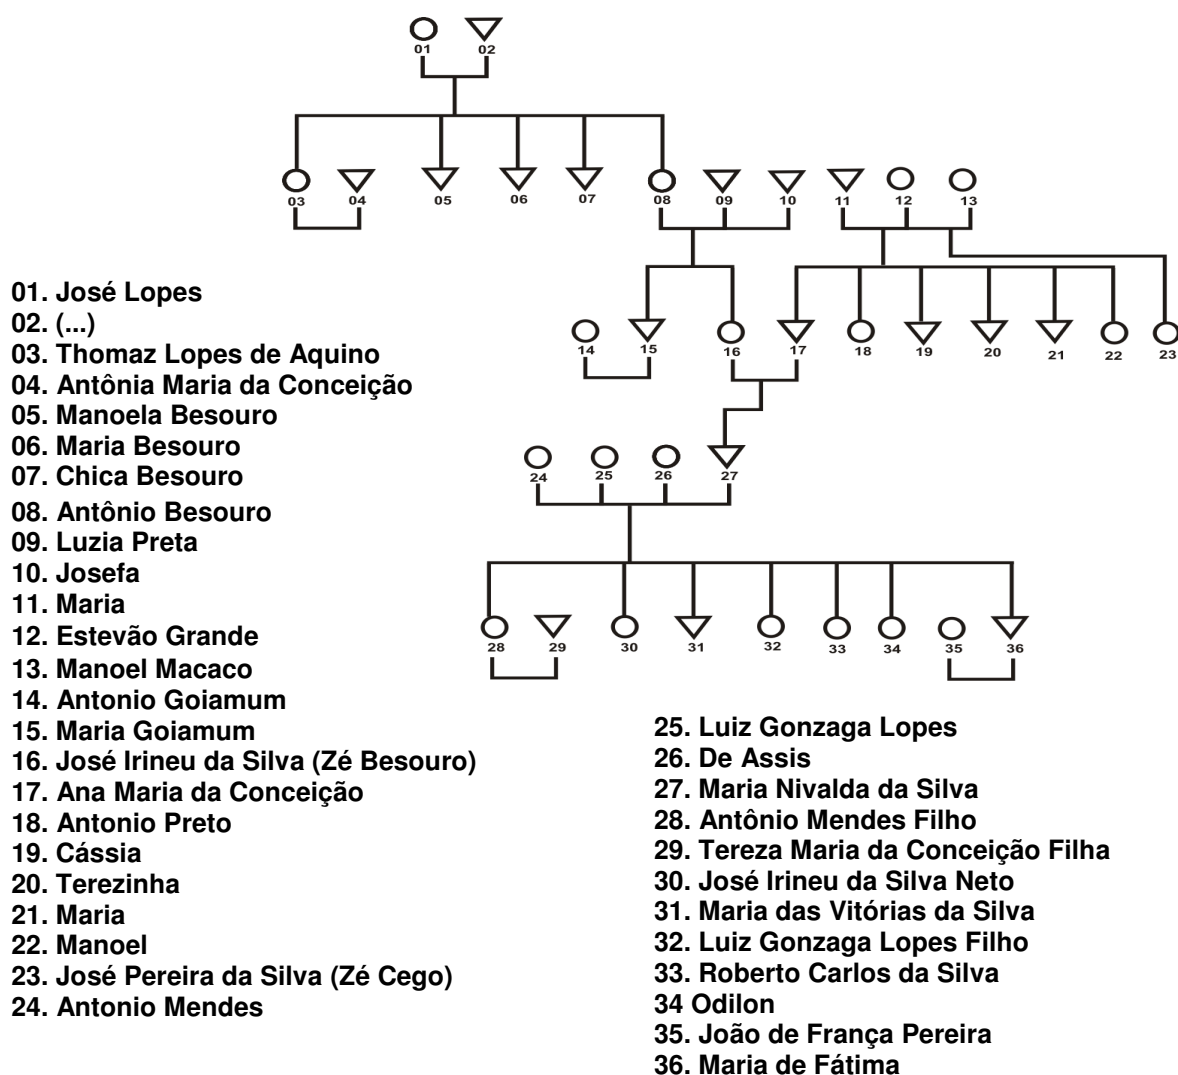 01 02
03 04 05 06 07 08 09 10 11 12 13
14 15 16 17 18 19 20 21 22 23
24 25 26 27
28 29 30 31 32 33 34 35 36
01. José Lopes
02. (...)
03. Thomaz Lopes de Aquino
04. Antônia Maria da Conceição
05. Manoela Besouro
06. Maria Besouro
07. Chica Besouro
08. Antônio Besouro
09. Luzia Preta
10. Josefa
11. Maria
12. Estevão Grande
13. Manoel Macaco
14. Antonio Goiamum
15. Maria Goiamum
16. José Irineu da Silva (Zé Besouro)
17. Ana Maria da Conceição
18. Antonio Preto
19. Cássia
20. Terezinha
21. Maria
22. Manoel
23. José Pereira da Silva (Zé Cego)
24. Antonio Mendes
25. Luiz Gonzaga Lopes
26. De Assis
27. Maria Nivalda da Silva
28. Antônio Mendes Filho
29. Tereza Maria da Conceição Filha
30. José Irineu da Silva Neto
31. Maria das Vitórias da Silva
32. Luiz Gonzaga Lopes Filho
33. Roberto Carlos da Silva
34 Odilon
35. João de França Pereira
36. Maria de Fátima